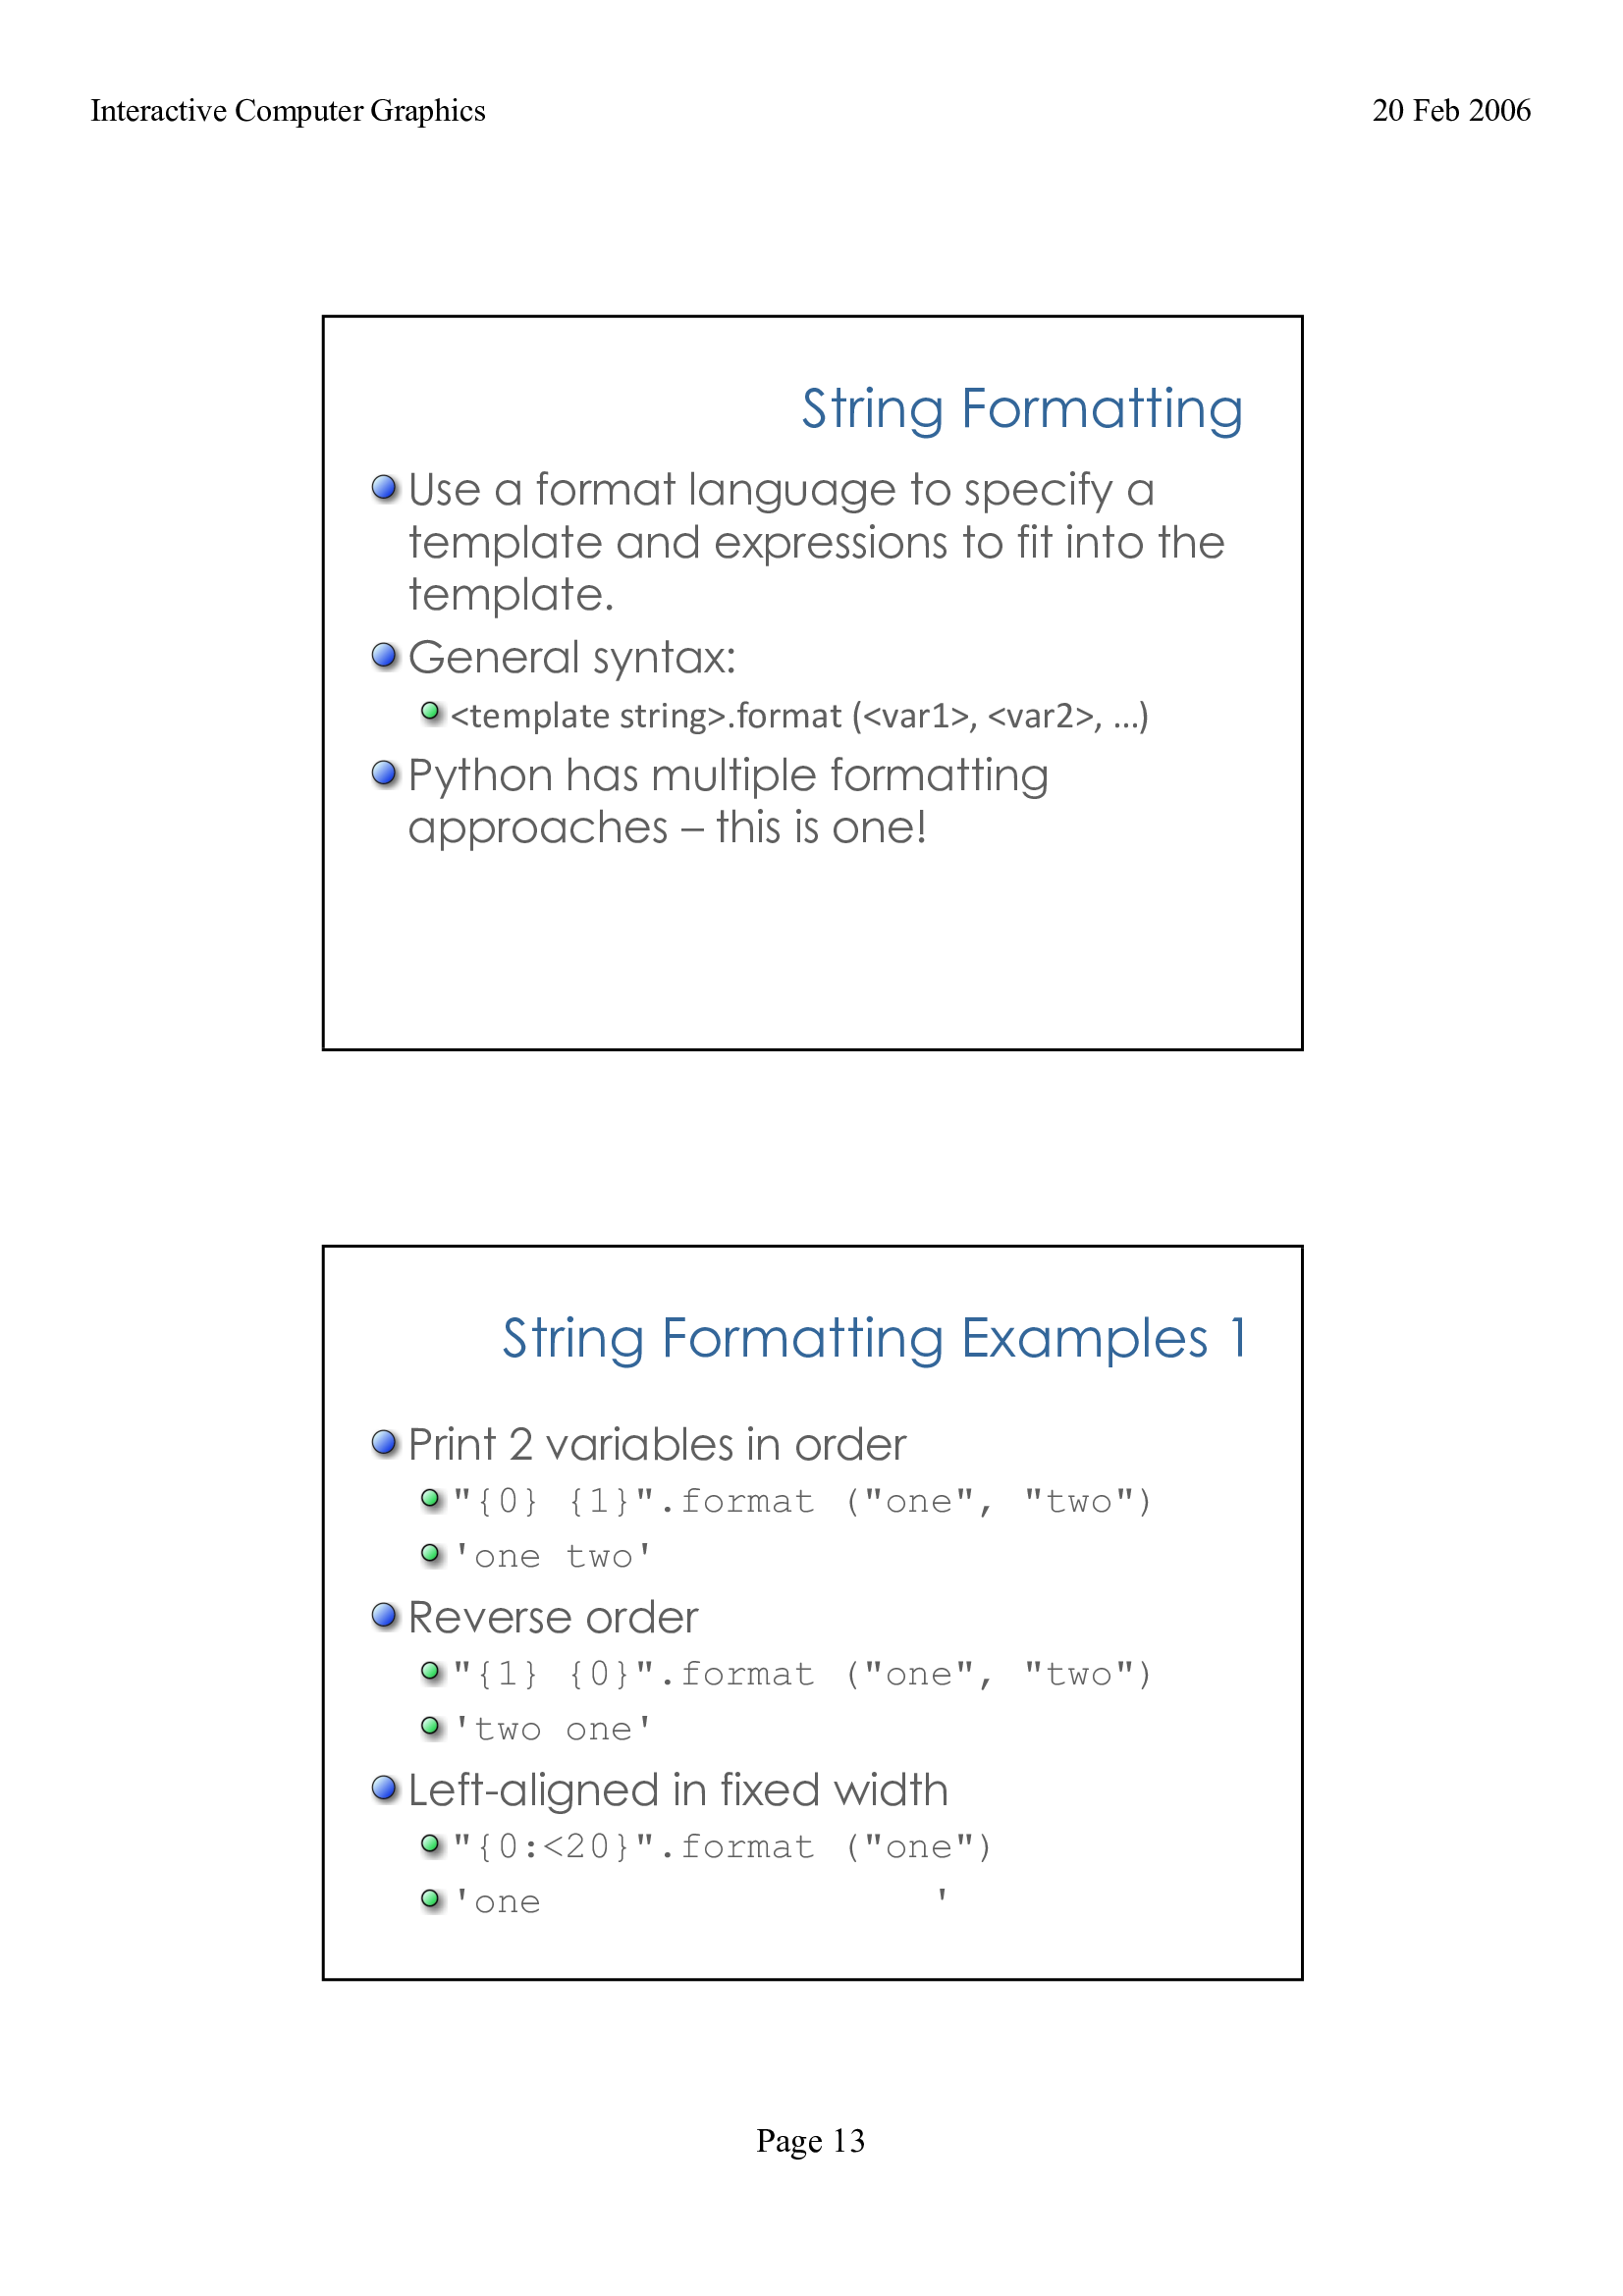 Interactive Computer Graphics 20 Feb 2006
String Formatting
Use a format language to specify a
template and expressions to fit into the
template.
General syntax:
<template string>.format (<var1>, <var2>, ...)
Python has multiple formatting
approaches – this is one!
String Formatting Examples 1
Print 2 variables in order
"{0} {1}".format ("one", "two")
'one two'
Reverse order
"{1} {0}".format ("one", "two")
'two one'
Left-aligned in fixed width
"{0:<20}".format ("one")
'one                 '
Page 13